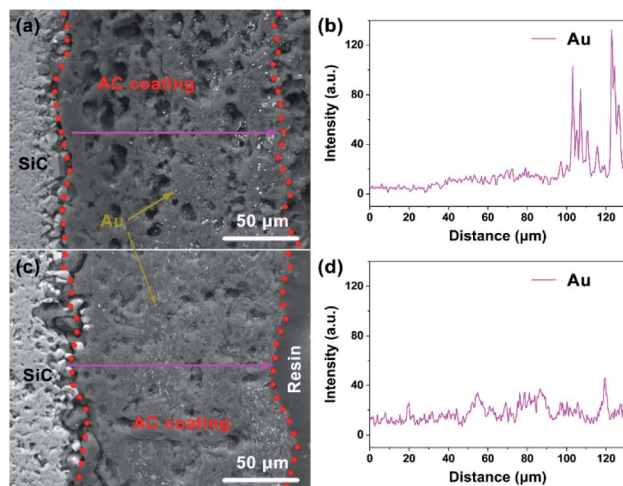 (a)
AC coating
SiC
Au
50 μm
(b)
Au
Intensity (a.u.)
120
80
40
0
0 20 40 60 80 100 120
Distance (μm)
(c)
SiC
Resin
AC coating
50 μm
(d)
Au
Intensity (a.u.)
120
80
40
0
0 20 40 60 80 100 120
Distance (μm)